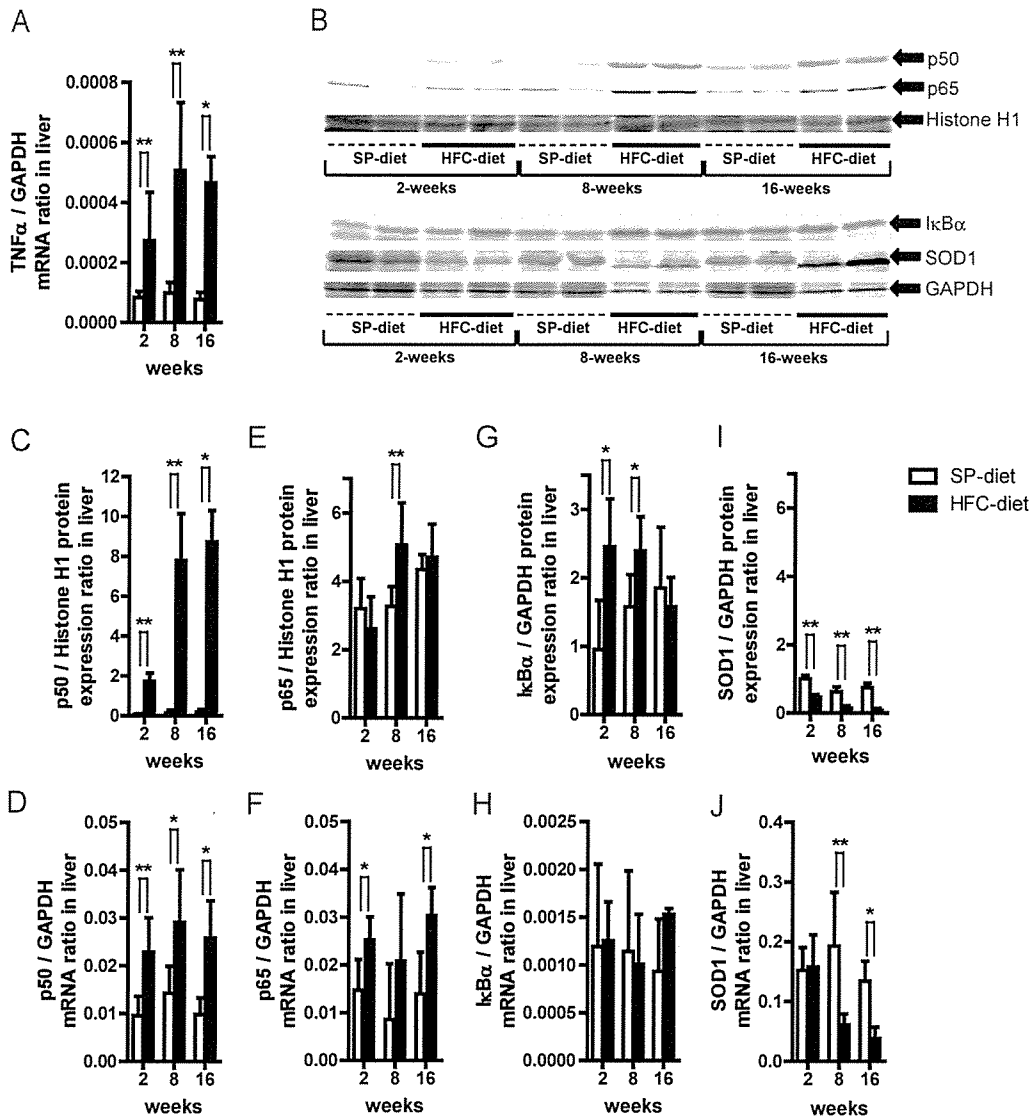 A
TNFα / GAPDH
mRNA ratio in liver
0.0008
0.0006
0.0004
0.0002
0.0000
**
**
*
2 8 16
weeks
B
p50
p65
Histone H1
SP-diet HFC-diet SP-diet HFC-diet SP-diet HFC-diet
2-weeks 8-weeks 16-weeks
IκBα
SOD1
GAPDH
SP-diet HFC-diet SP-diet HFC-diet SP-diet HFC-diet
2-weeks 8-weeks 16-weeks
C
p50 / Histone H1 protein
expression ratio in liver
12
10
8
6
4
2
0
**
**
*
2 8 16
weeks
E
p65 / Histone H1 protein
expression ratio in liver
8
6
4
2
0
**
2 8 16
weeks
G
IκBα / GAPDH protein
expression ratio in liver
3
2
1
0
*
*
2 8 16
weeks
I
SOD1 / GAPDH protein
expression ratio in liver
6
4
2
0
**
**
**
2 8 16
weeks
SP-diet
HFC-diet
D
p50 / GAPDH
mRNA ratio in liver
0.05
0.04
0.03
0.02
0.01
0.00
**
*
*
2 8 16
weeks
F
p65 / GAPDH
mRNA ratio in liver
0.05
0.04
0.03
0.02
0.01
0.00
*
*
2 8 16
weeks
H
IκBα / GAPDH
mRNA ratio in liver
0.0025
0.0020
0.0015
0.0010
0.0005
0.0000
2 8 16
weeks
J
SOD1 / GAPDH
mRNA ratio in liver
0.4
0.3
0.2
0.1
0.0
**
*
2 8 16
weeks